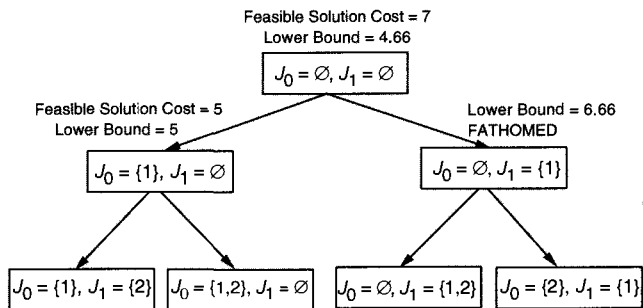 Feasible Solution Cost = 7
Lower Bound = 4.66
J₀ = ∅, J₁ = ∅
Feasible Solution Cost = 5
Lower Bound = 5
Lower Bound = 6.66
FATHOMED
J₀ = {1}, J₁ = ∅
J₀ = ∅, J₁ = {1}
J₀ = {1}, J₁ = {2}
J₀ = {1,2}, J₁ = ∅
J₀ = ∅, J₁ = {1,2}
J₀ = {2}, J₁ = {1}